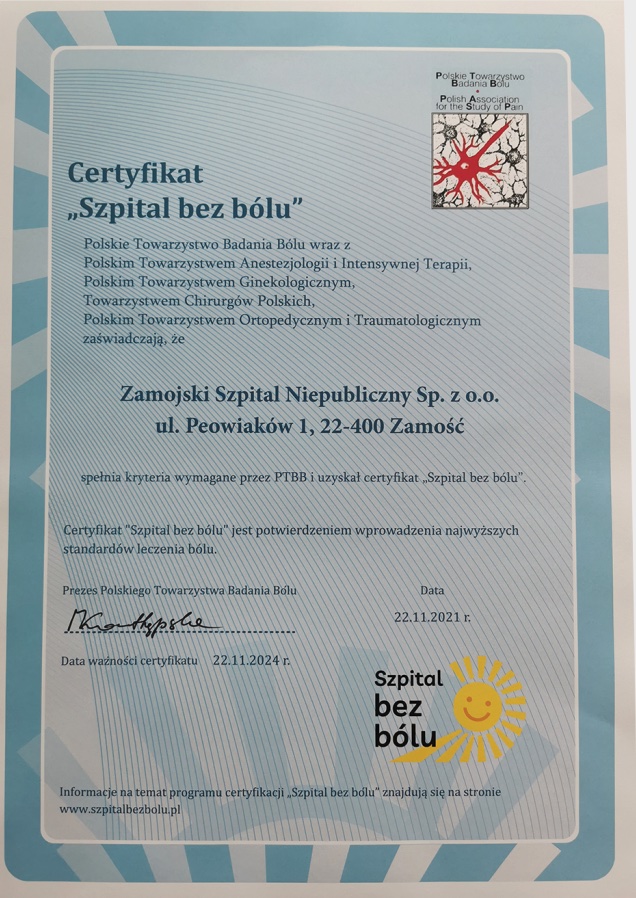 Polskie Towarzystwo
Badania Bólu
•
Polish Association
for the Study of Pain
Certyfikat
„Szpital bez bólu”
Polskie Towarzystwo Badania Bólu wraz z
Polskim Towarzystwem Anestezjologii i Intensywnej Terapii,
Polskim Towarzystwem Ginekologicznym,
Towarzystwem Chirurgów Polskich,
Polskim Towarzystwem Ortopedycznym i Traumatologicznym
zaświadczają, że
Zamojski Szpital Niepubliczny Sp. z o.o.
ul. Peowiaków 1, 22-400 Zamość
spełnia kryteria wymagane przez PTBB i uzyskał certyfikat „Szpital bez bólu”.
Certyfikat "Szpital bez bólu" jest potwierdzeniem wprowadzenia najwyższych
standardów leczenia bólu.
Prezes Polskiego Towarzystwa Badania Bólu
Data
22.11.2021 r.
Data ważności certyfikatu 22.11.2024 r.
Szpital
bez
bólu
Informacje na temat programu certyfikacji „Szpital bez bólu” znajdują się na stronie
www.szpitalbezbolu.pl